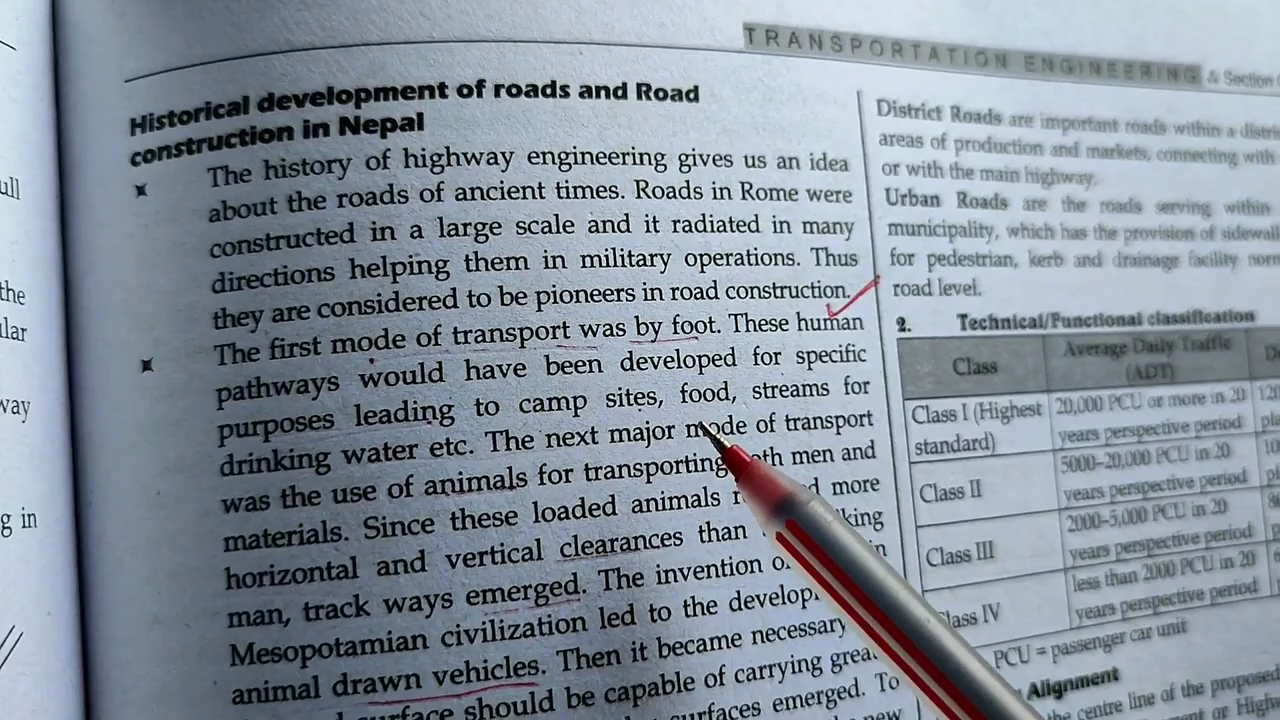 TRANSPORTATION ENGINEERING & Section
Historical development of roads and Road
construction in Nepal
The history of highway engineering gives us an idea
about the roads of ancient times. Roads in Rome were
constructed in a large scale and it radiated in many
directions helping them in military operations. Thus
they are considered to be pioneers in road construction.
The first mode of transport was by foot. These human
pathways would have been developed for specific
purposes leading to camp sites, food, streams for
drinking water etc. The next major mode of transport
was the use of animals for transporting men and
materials. Since these loaded animals more
horizontal and vertical clearances than
man, track ways emerged. The invention
Mesopotamian civilization led to the
animal drawn vehicles. Then it became necessary
surface should be capable of carrying
surfaces emerged. To
new
District Roads are important roads within a
areas of production and markets, connecting with
or with the main highway.
Urban Roads are the roads serving within
municipality, which has the provision of
for pedestrian, kerb and drainage facility
road level.
2. Technical/Functional classification
Class Average Daily Traffic
(ADT)
Class I (Highest 20,000 PCU or more in 20
standard) years perspective period
Class II 5000–20,000 PCU in 20
years perspective period
Class III 2000–5,000 PCU in 20
years perspective period
Class IV less than 2000 PCU in 20
years perspective period
PCU = passenger car unit
Alignment
the centre line of the proposed
or
the
way
g in